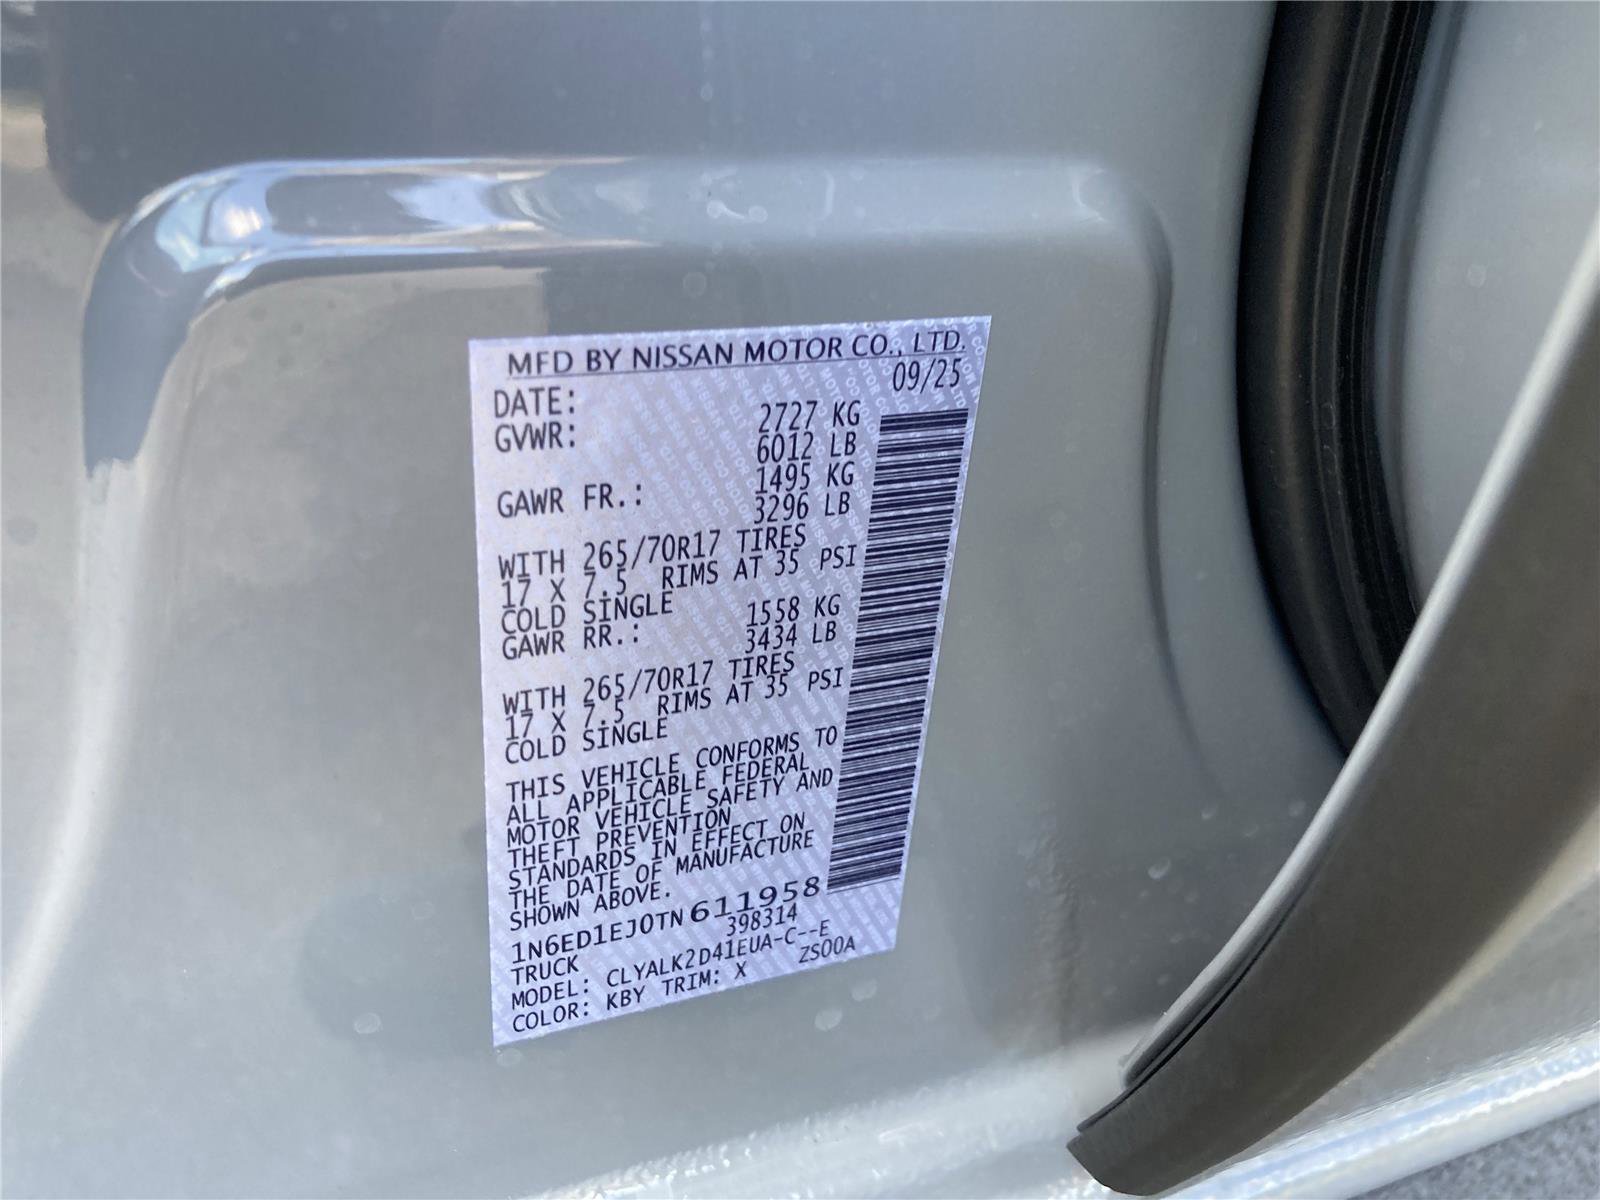 MFD BY NISSAN MOTOR CO., LTD.
DATE: 09/25
GVWR: 2727 KG
6012 LB
GAWR FR.: 1495 KG
3296 LB
WITH 265/70R17 TIRES
17 X 7.5 RIMS AT 35 PSI
COLD SINGLE
GAWR RR.: 1558 KG
3434 LB
WITH 265/70R17 TIRES
17 X 7.5 RIMS AT 35 PSI
COLD SINGLE
THIS VEHICLE CONFORMS TO
ALL APPLICABLE FEDERAL
MOTOR VEHICLE SAFETY AND
THEFT PREVENTION
STANDARDS IN EFFECT ON
THE DATE OF MANUFACTURE
SHOWN ABOVE.
1N6ED1EJ0TN611958
TRUCK 398314
MODEL: CLYALK2D41EUA-C--E
COLOR: KBY TRIM: X ZS00A